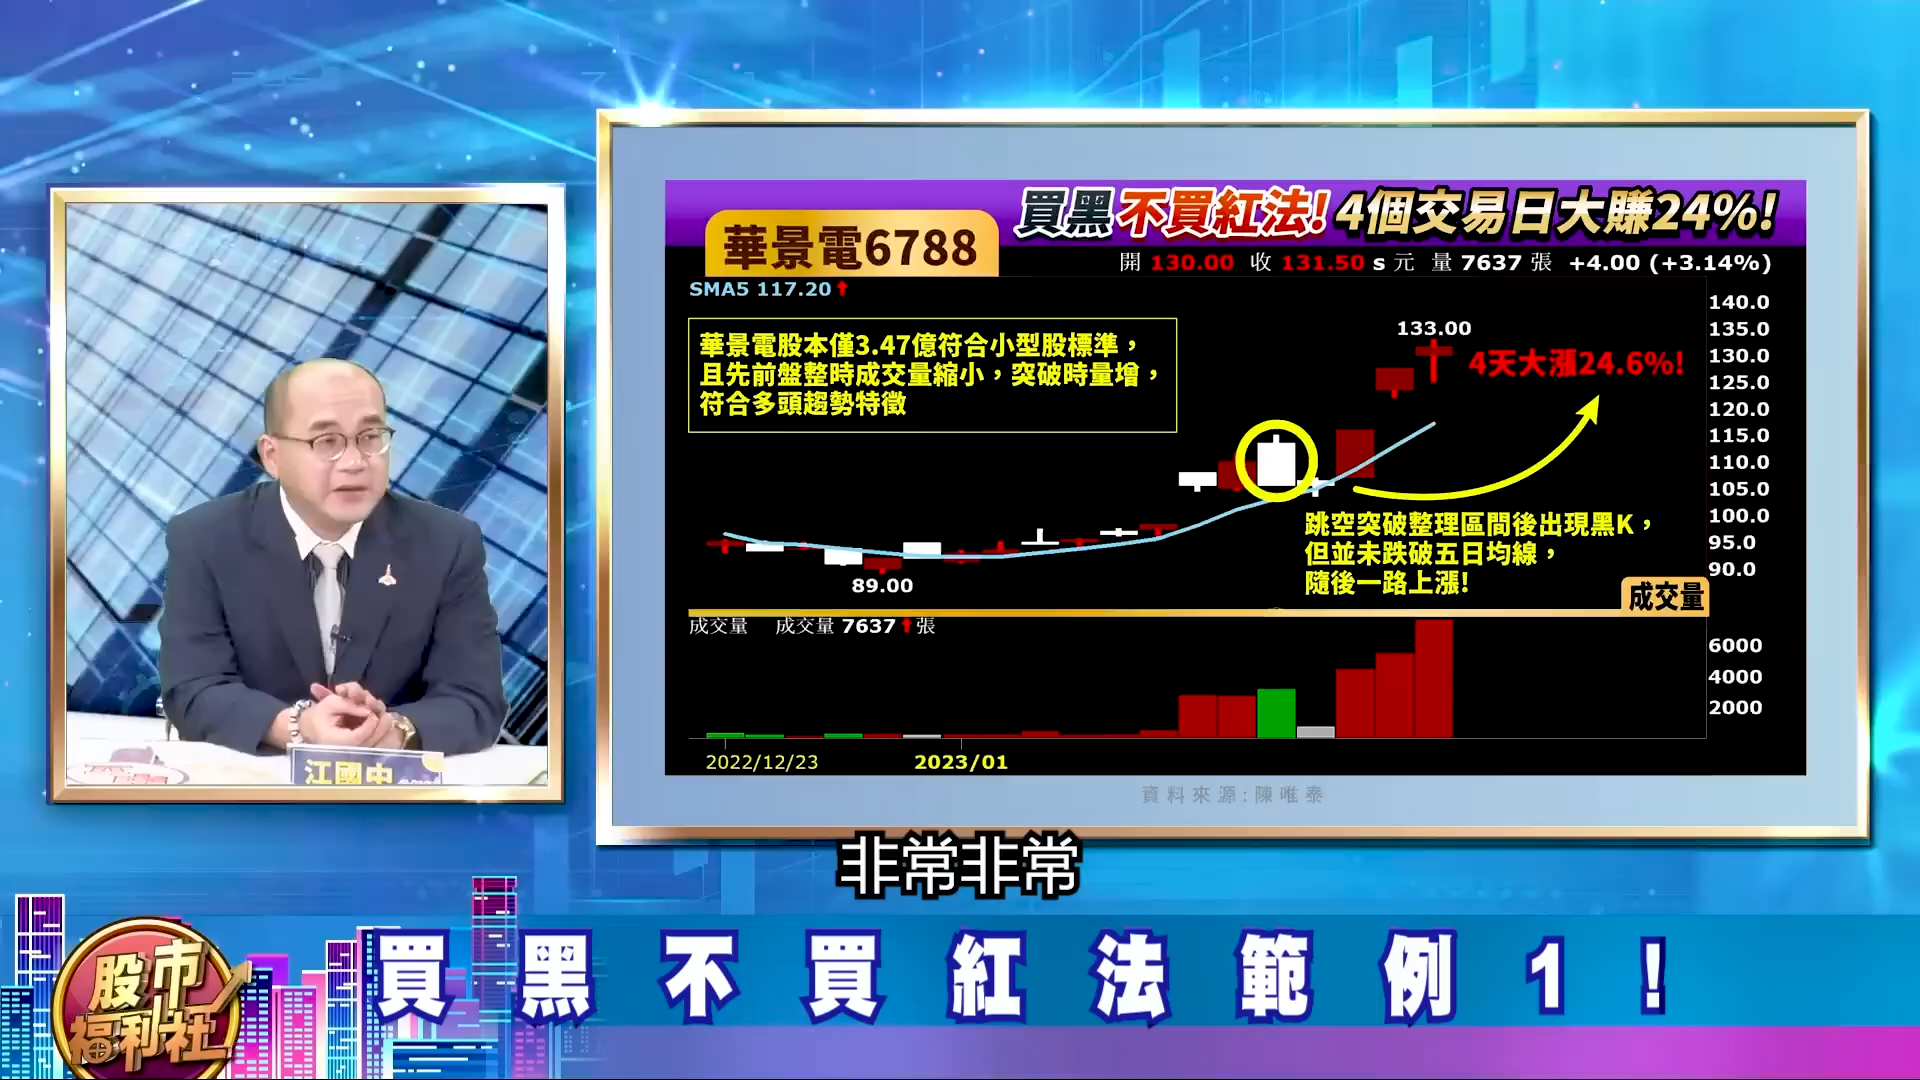 買黑不買紅法!4個交易日大賺24%!
華景電6788
開 130.00 收 131.50 s 元 量 7637 張 +4.00 (+3.14%)
SMA5 117.20↑
華景電股本僅3.47億符合小型股標準，
且先前盤整時成交量縮小，突破時量增，
符合多頭趨勢特徵
133.00
4天大漲24.6%!
140.0
135.0
130.0
125.0
120.0
115.0
110.0
105.0
100.0
95.0
90.0
跳空突破整理區間後出現黑K，
但並未跌破五日均線，
隨後一路上漲!
89.00
成交量
成交量 成交量 7637↑張
6000
4000
2000
2022/12/23
2023/01
資料來源:陳唯泰
江國中
非常非常
買黑不買紅法範例1!
股市
福利社